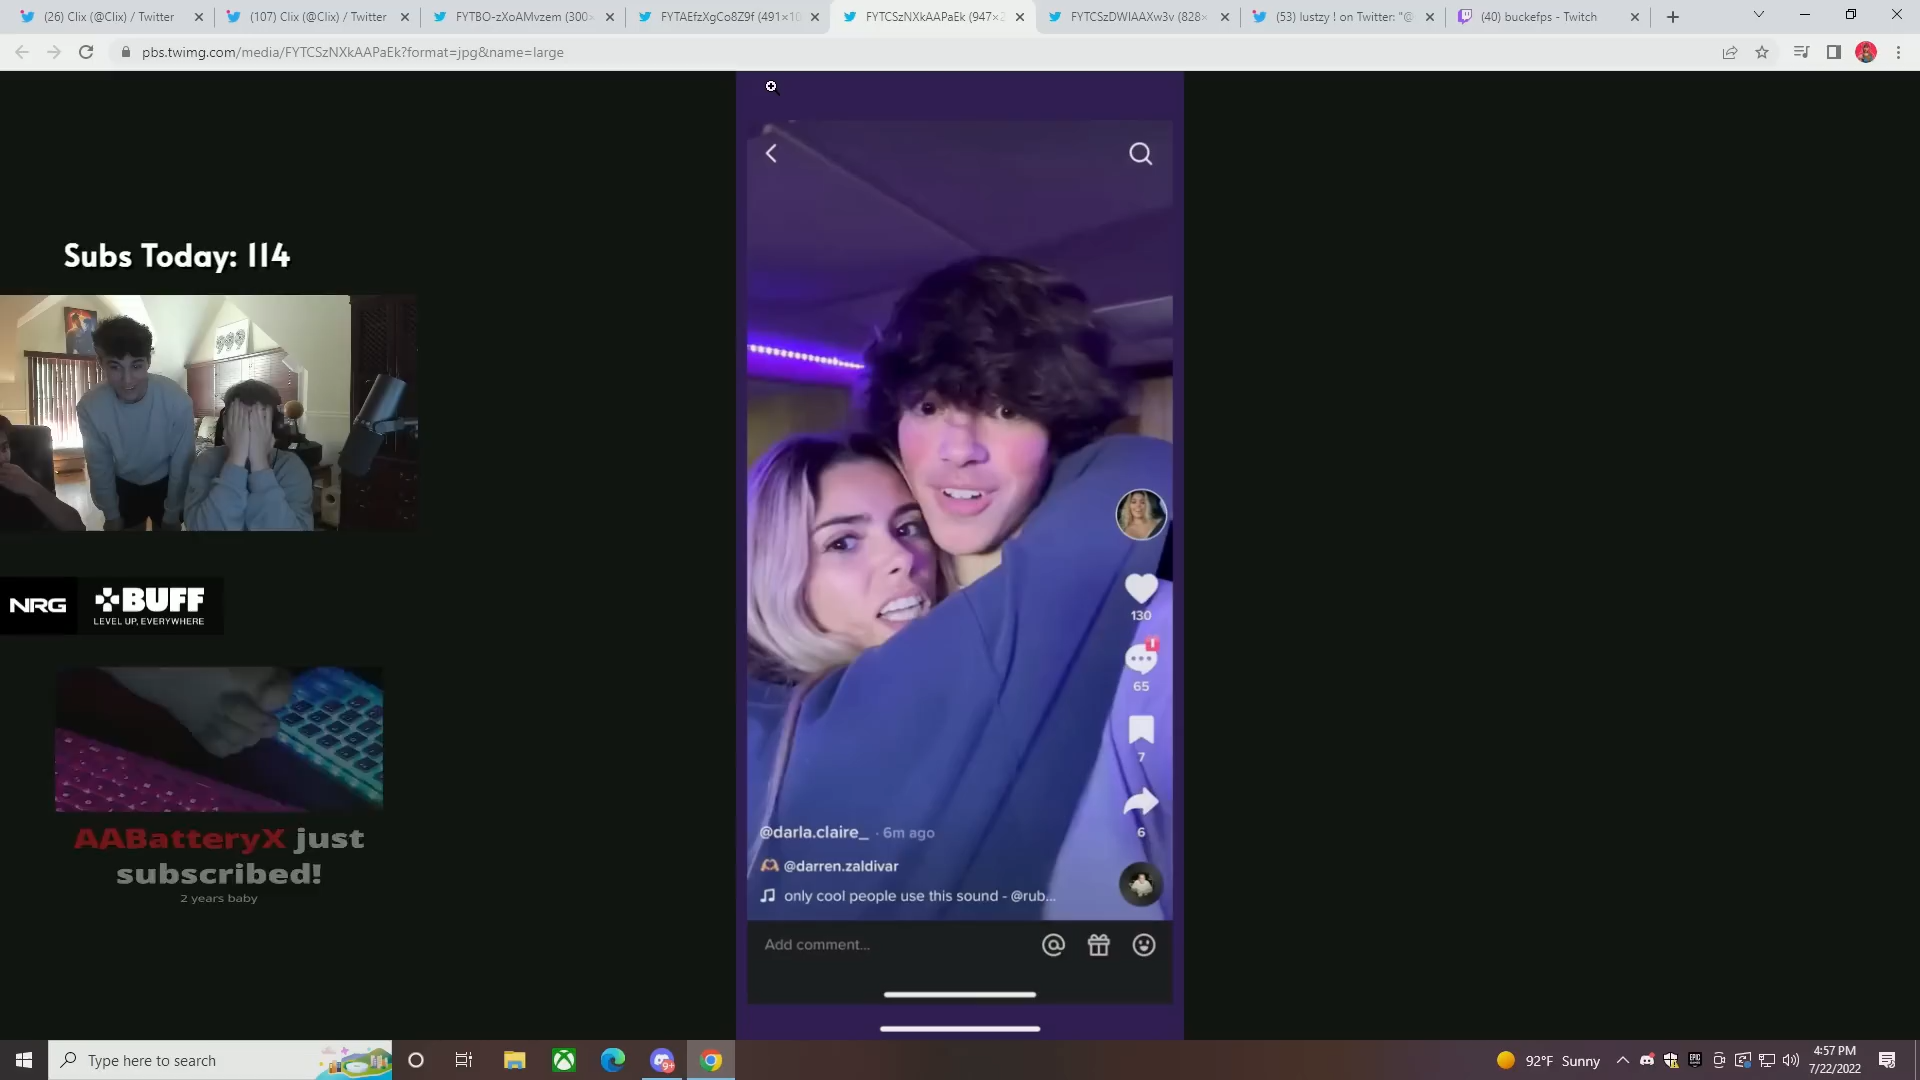 (26) Clix (@Clix) / Twitter
(107) Clix (@Clix) / Twitter
FYTBO-zXoAMvzem (300×
FYTAEfzXgCo8Z9f (491×10
FYTCSzNXkAAPaEk (947×2
FYTCSzDWIAAXw3v (828×
(53) lustzy ! on Twitter: "@
(40) buckefps - Twitch
pbs.twimg.com/media/FYTCSzNXkAAPaEk?format=jpg&name=large
Subs Today: 114
999
NRG
BUFF
LEVEL UP, EVERYWHERE
AABatteryX just
subscribed!
2 years baby
130
65
7
6
@darla.claire_ · 6m ago
@darren.zaldivar
only cool people use this sound - @rub...
Add comment...
Type here to search
9+
92°F Sunny
4:57 PM
7/22/2022